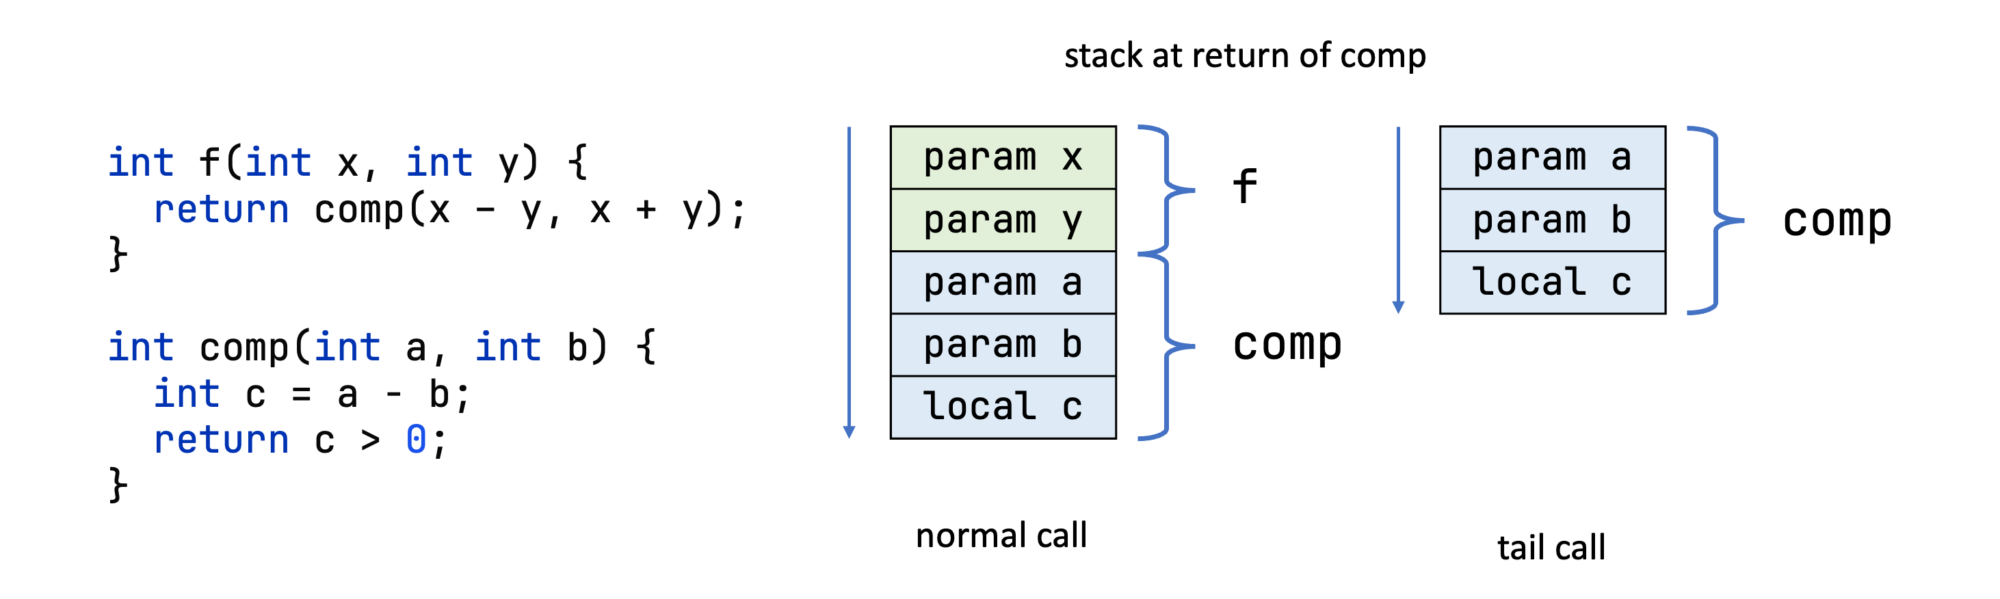 int f(int x, int y) {
return comp(x - y, x + y);
}
int comp(int a, int b) {
int c = a - b;
return c > 0;
}
stack at return of comp
param x
param y
param a
param b
local c
f
comp
normal call
param a
param b
local c
comp
tail call